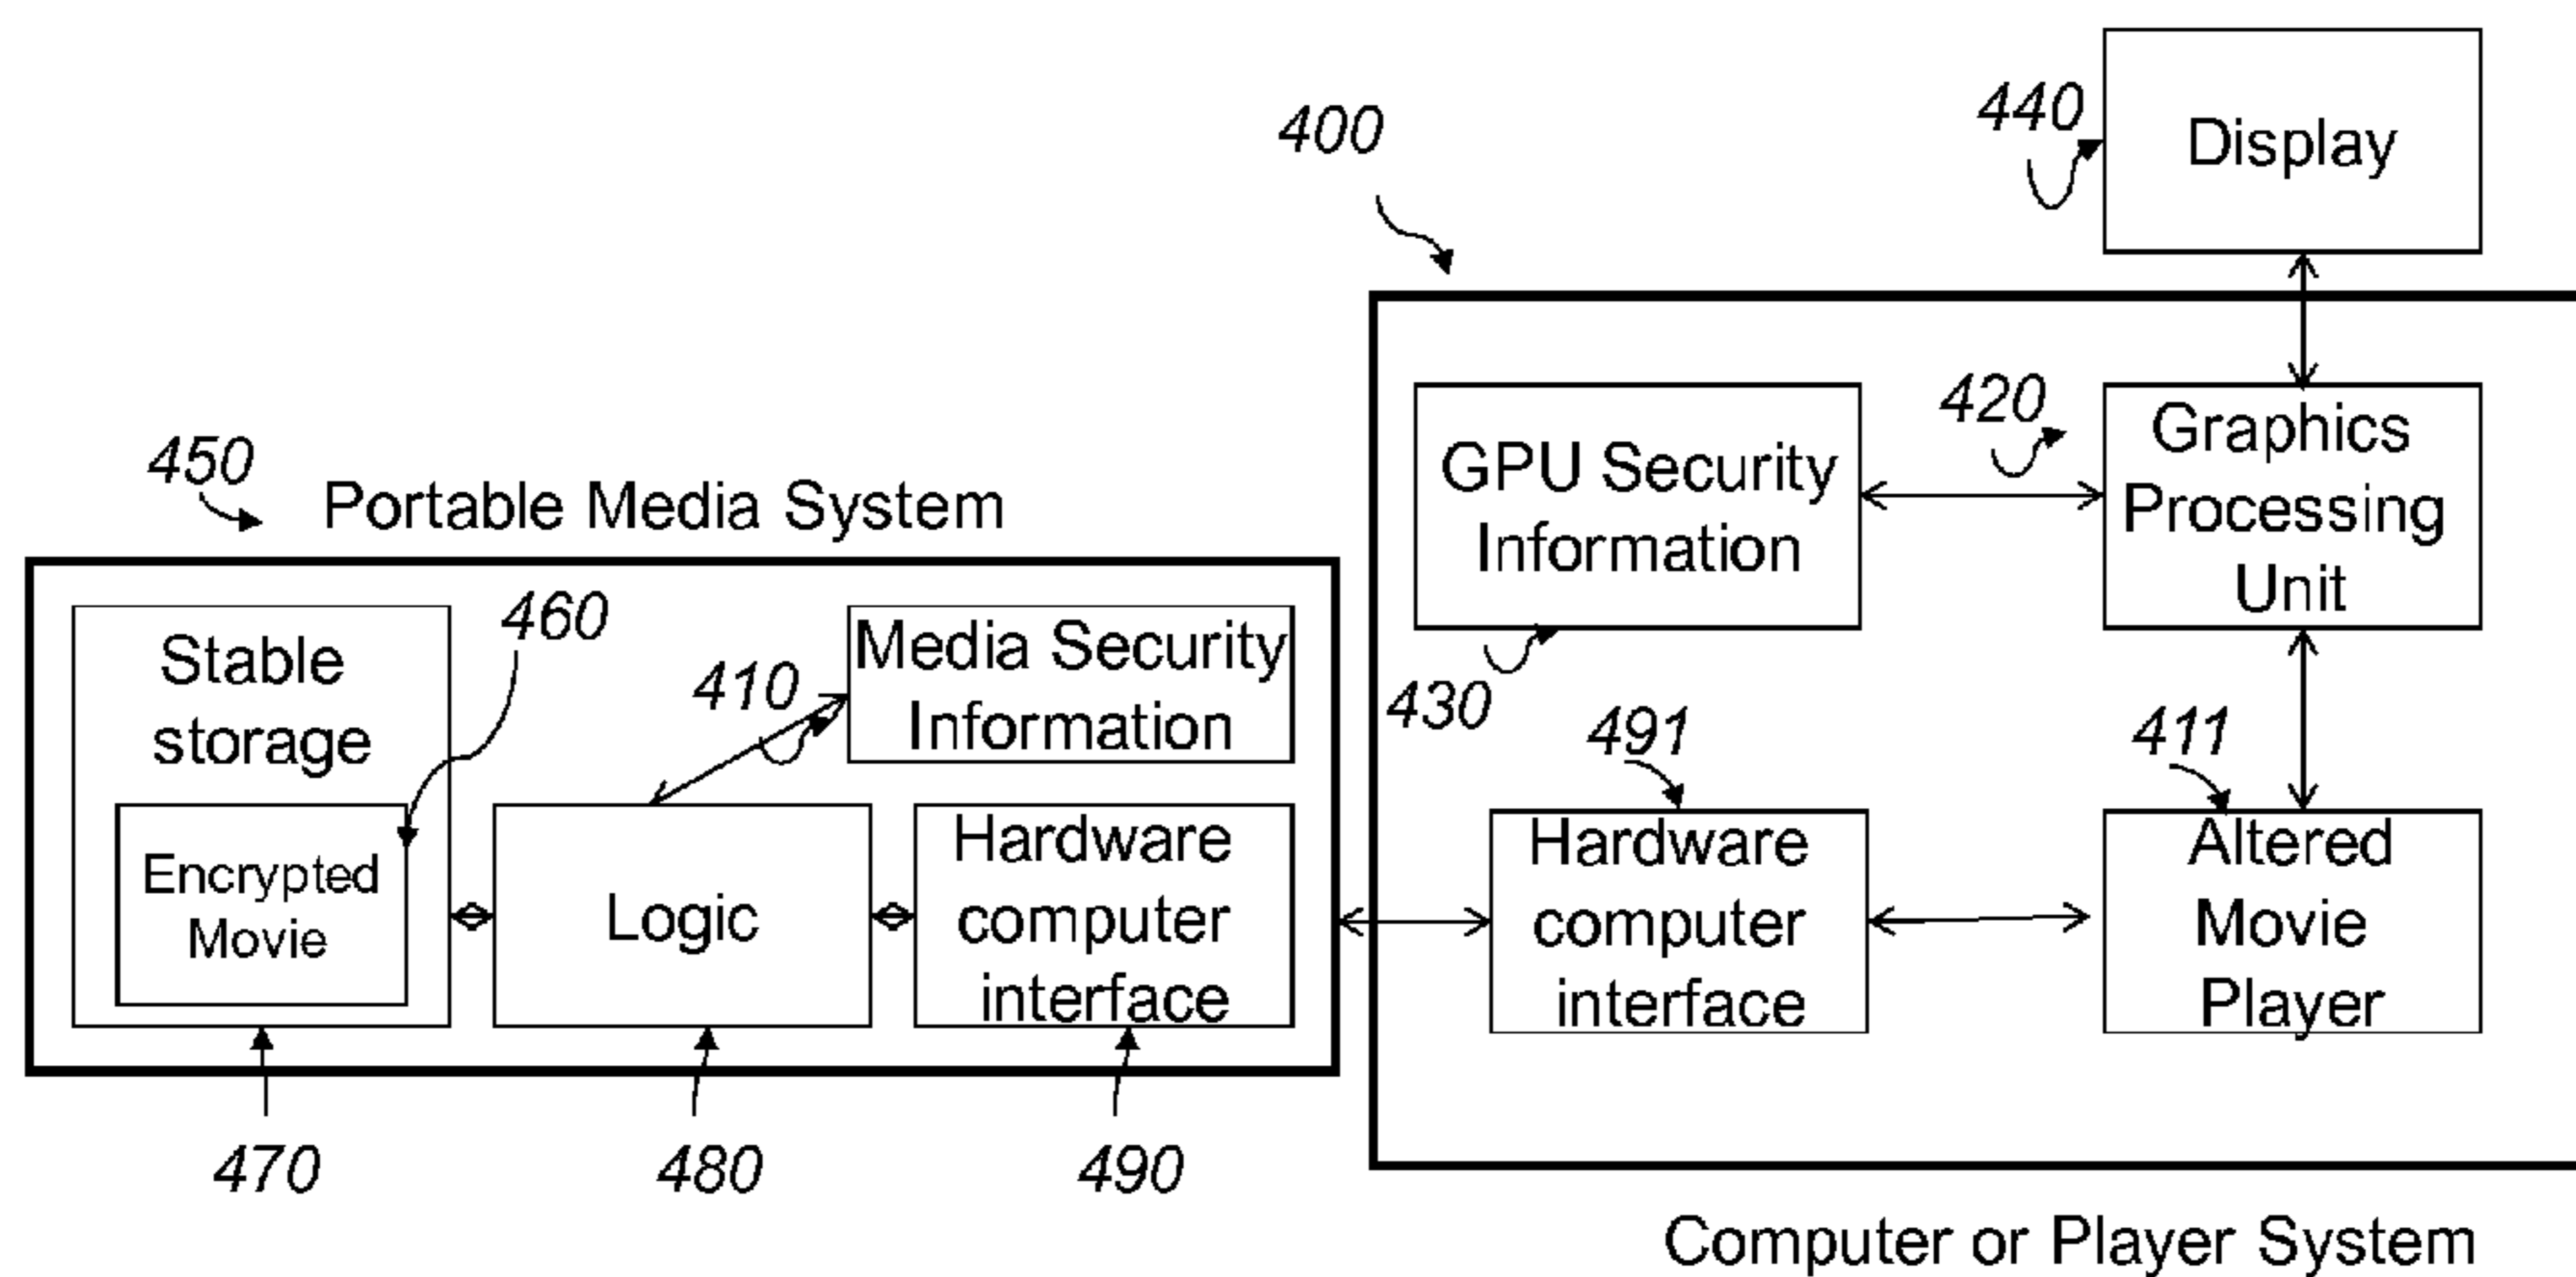 440
Display
400
420
Graphics
Processing
Unit
GPU Security
Information
430
450
Portable Media System
460
Stable
storage
410
Media Security
Information
491
411
Encrypted
Movie
Logic
Hardware
computer
interface
Hardware
computer
interface
Altered
Movie
Player
470
480
490
Computer or Player System